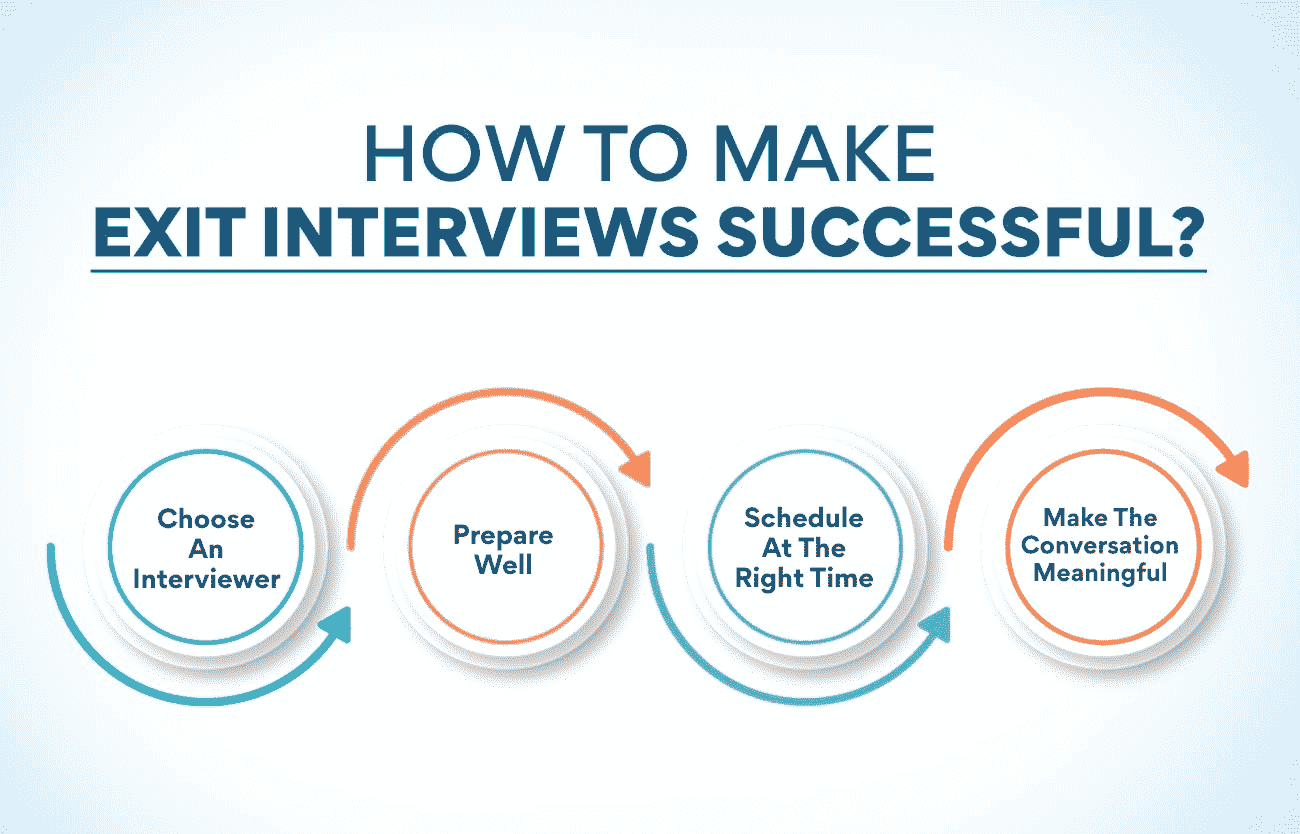 HOW TO MAKE
EXIT INTERVIEWS SUCCESSFUL?
Choose
An
Interviewer
Prepare
Well
Schedule
At The
Right Time
Make The
Conversation
Meaningful